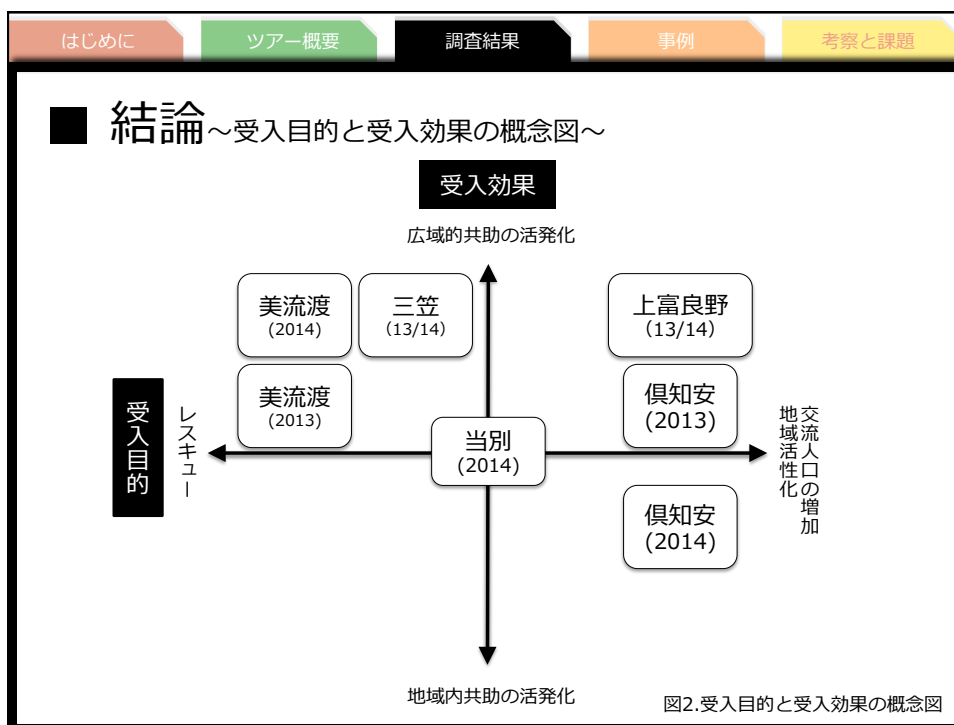 はじめに
ツアー概要
調査結果
事例
考察と課題
■ 結論～受入目的と受入効果の概念図～
受入効果
広域的共助の活発化
美流渡
(2014)
三笠
（13/14）
上富良野
（13/14）
美流渡
(2013)
倶知安
(2013)
受入目的
レスキュー
当別
(2014)
交流人口の増加
地域活性化
倶知安
(2014)
地域内共助の活発化
図2.受入目的と受入効果の概念図